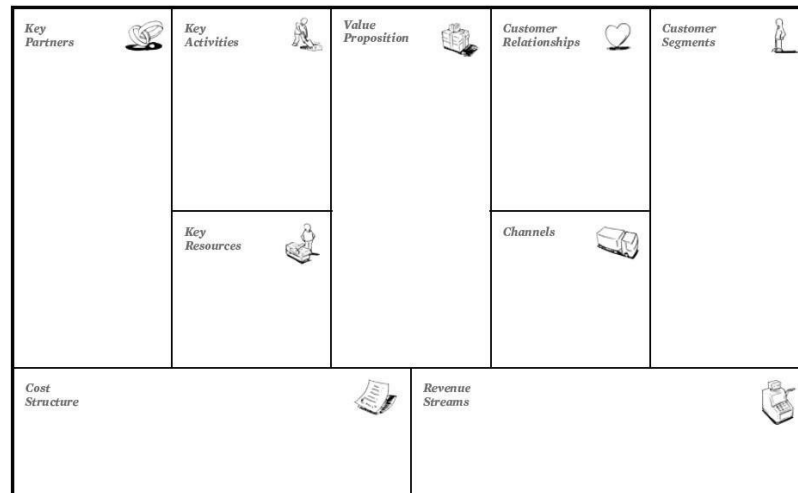 Key
Partners
Key
Activities
Value
Proposition
Customer
Relationships
Customer
Segments
Key
Resources
Channels
Cost
Structure
Revenue
Streams